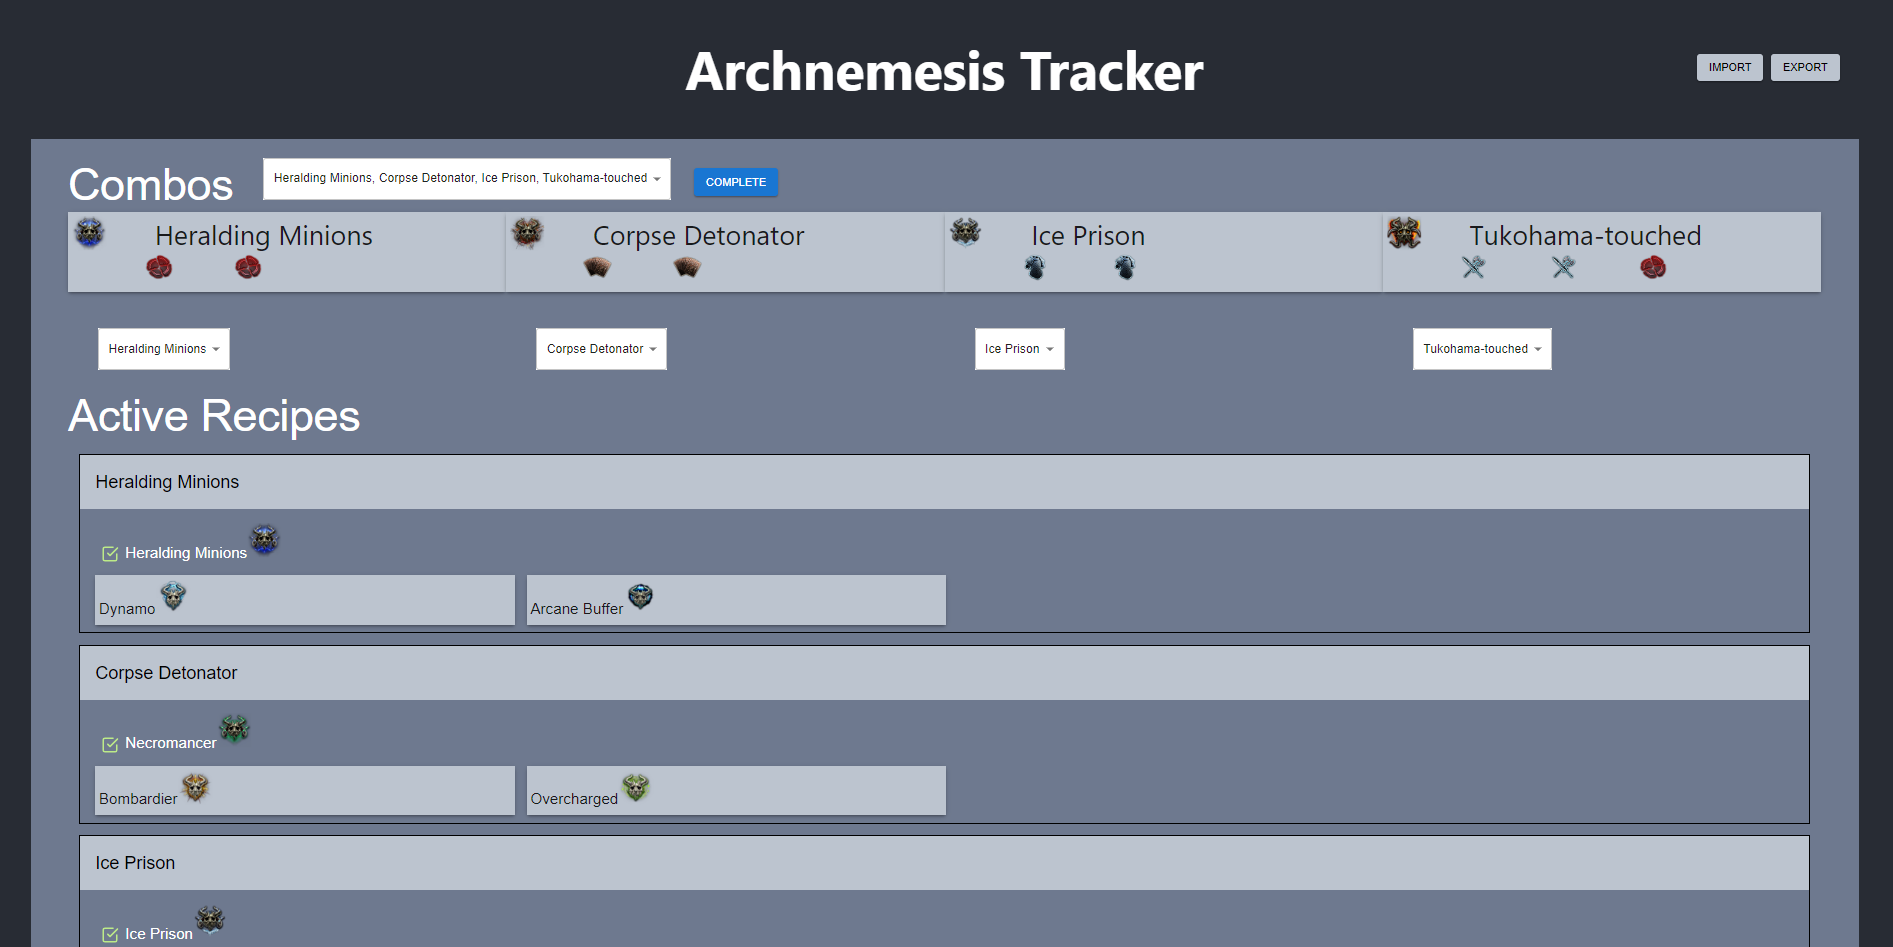 Archnemesis Tracker
IMPORT
EXPORT
Combos
Heralding Minions, Corpse Detonator, Ice Prison, Tukohama-touched
COMPLETE
Heralding Minions
Corpse Detonator
Ice Prison
Tukohama-touched
Heralding Minions
Corpse Detonator
Ice Prison
Tukohama-touched
Active Recipes
Heralding Minions
Heralding Minions
Dynamo
Arcane Buffer
Corpse Detonator
Necromancer
Bombardier
Overcharged
Ice Prison
Ice Prison